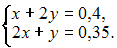 x + 2y = 0,4,
2x + y = 0,35.